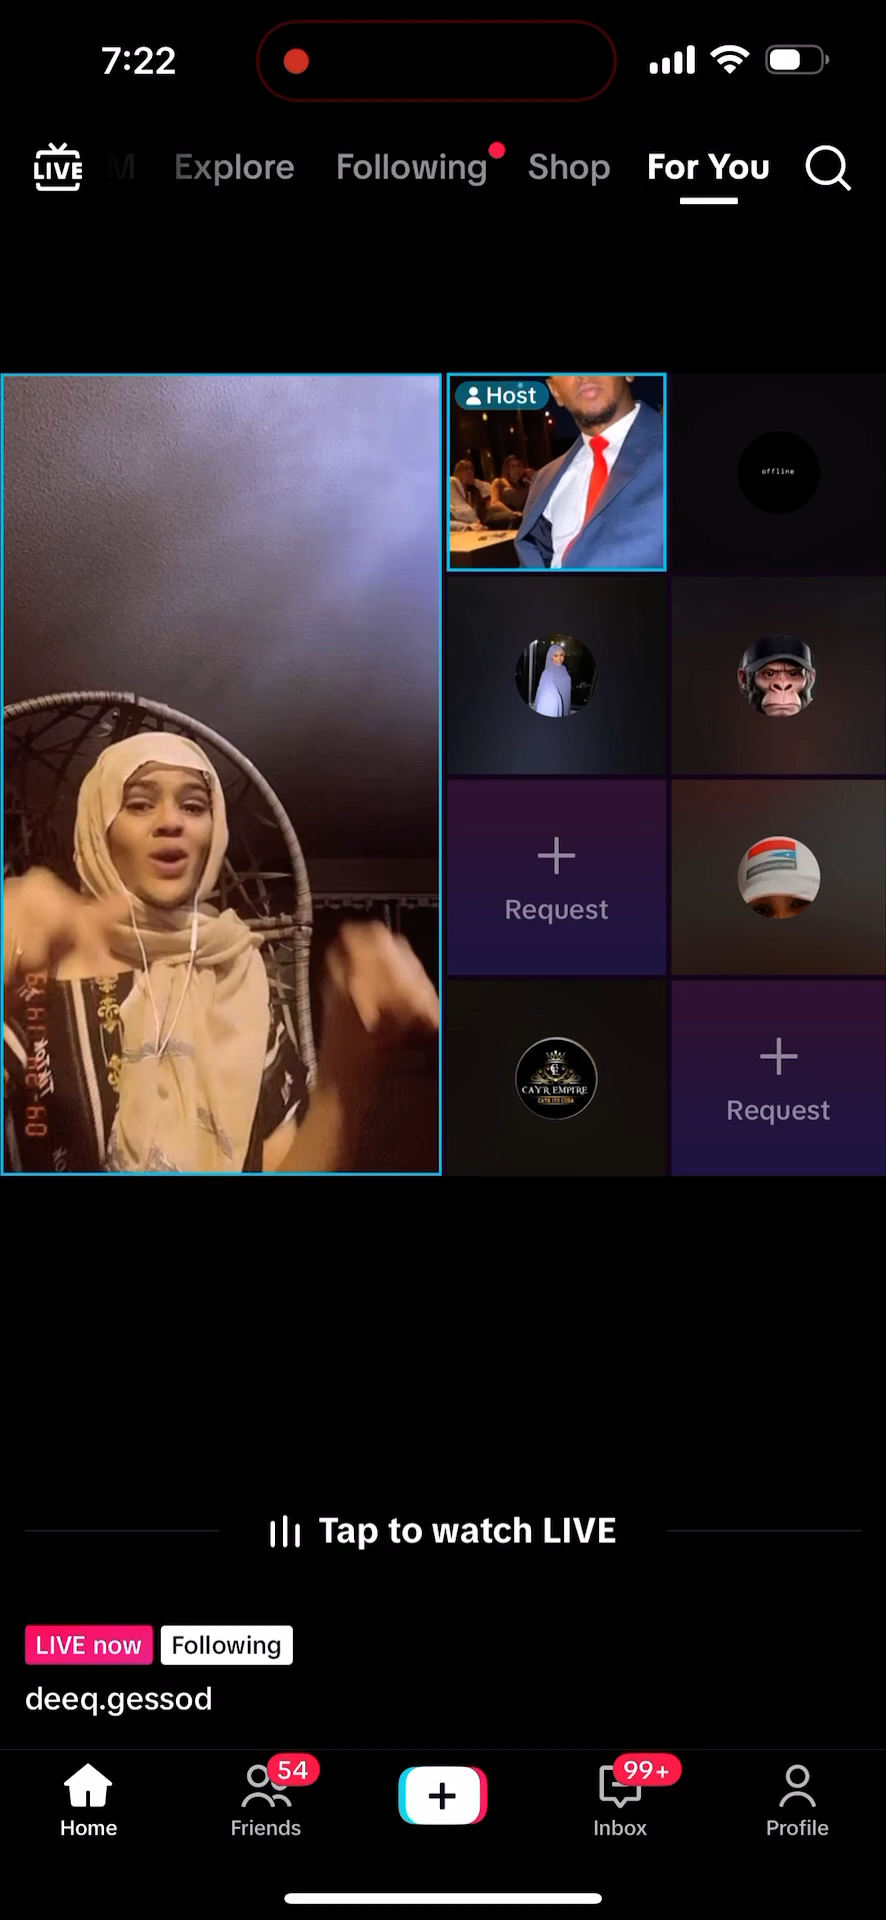 7:22
LIVE
Explore
Following
Shop
For You
Host
offline
Request
CAYR EMPIRE
Request
Tap to watch LIVE
LIVE now
Following
deeq.gessod
54
99+
Home
Friends
Inbox
Profile